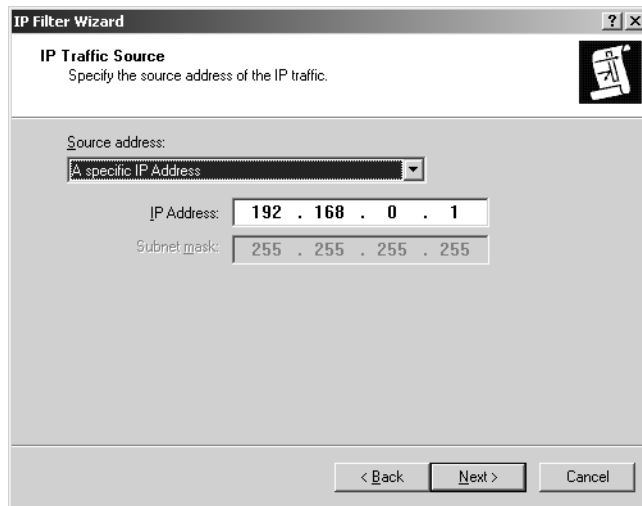 IP Filter Wizard
IP Traffic Source
Specify the source address of the IP traffic.
Source address:
A specific IP Address
IP Address: 192 . 168 . 0 . 1
Subnet mask: 255 . 255 . 255 . 255
< Back Next > Cancel